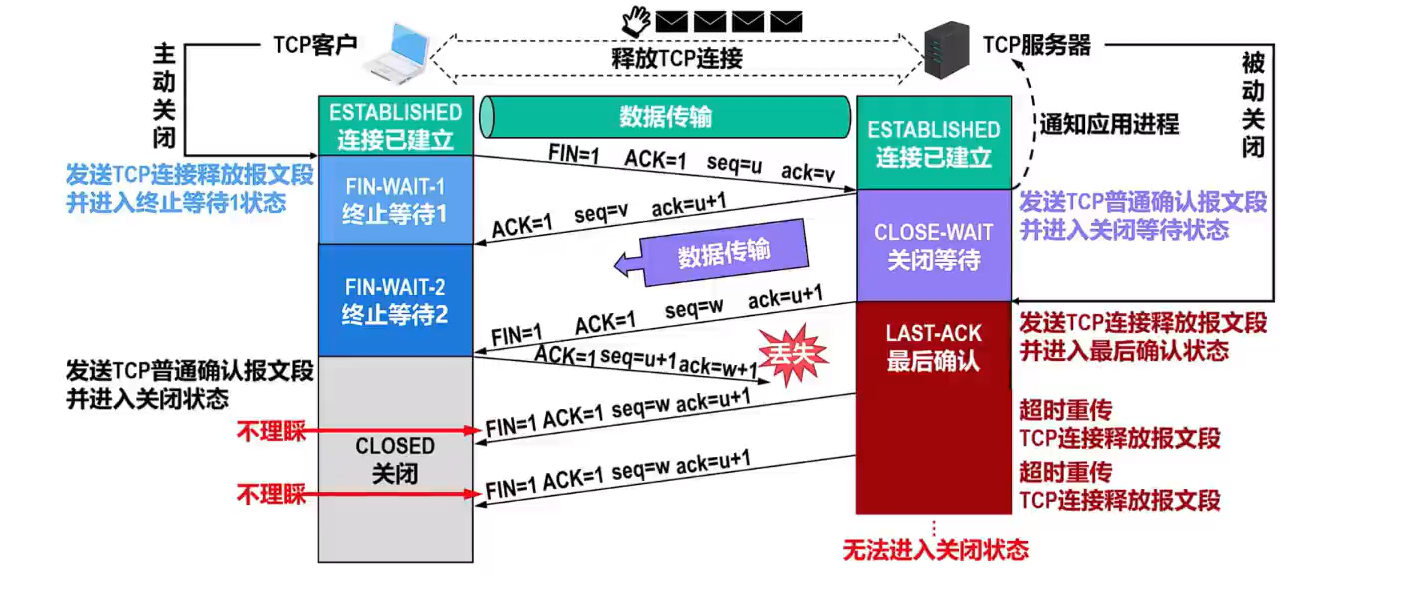 TCP客户
释放TCP连接
TCP服务器
主动关闭
被动关闭
ESTABLISHED
连接已建立
数据传输
ESTABLISHED
连接已建立
通知应用进程
FIN=1 ACK=1 seq=u ack=v
发送TCP连接释放报文段
并进入终止等待1状态
FIN-WAIT-1
终止等待1
ACK=1 seq=v ack=u+1
发送TCP普通确认报文段
并进入关闭等待状态
CLOSE-WAIT
关闭等待
数据传输
FIN-WAIT-2
终止等待2
FIN=1 ACK=1 seq=w ack=u+1
LAST-ACK
最后确认
发送TCP连接释放报文段
并进入最后确认状态
ACK=1 seq=u+1 ack=w+1
丢失
发送TCP普通确认报文段
并进入关闭状态
不理睬
FIN=1 ACK=1 seq=w ack=u+1
超时重传
TCP连接释放报文段
CLOSED
关闭
不理睬
FIN=1 ACK=1 seq=w ack=u+1
超时重传
TCP连接释放报文段
无法进入关闭状态